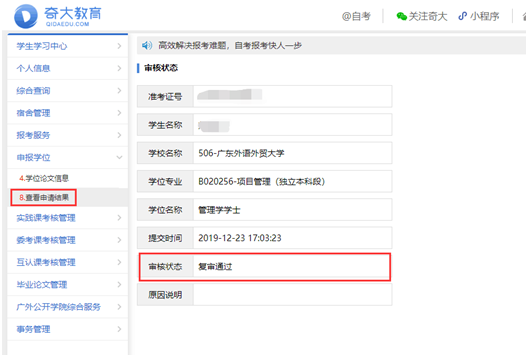 奇大教育
QIDAEDU.COM
@自考
关注奇大
小程序
学生学习中心
个人信息
综合查询
宿舍管理
报考服务
申报学位
4.学位论文信息
8.查看申请结果
实践课考核管理
委考课考核管理
互认课考核管理
毕业论文管理
广外公开学院综合服务
事务管理
高效解决报考难题，自考报考快人一步
审核状态
准考证号
学生名称
学校名称 506-广东外语外贸大学
学位专业 B020256-项目管理（独立本科段）
学位名称 管理学学士
提交时间 2019-12-23 17:03:23
审核状态 复审通过
原因说明